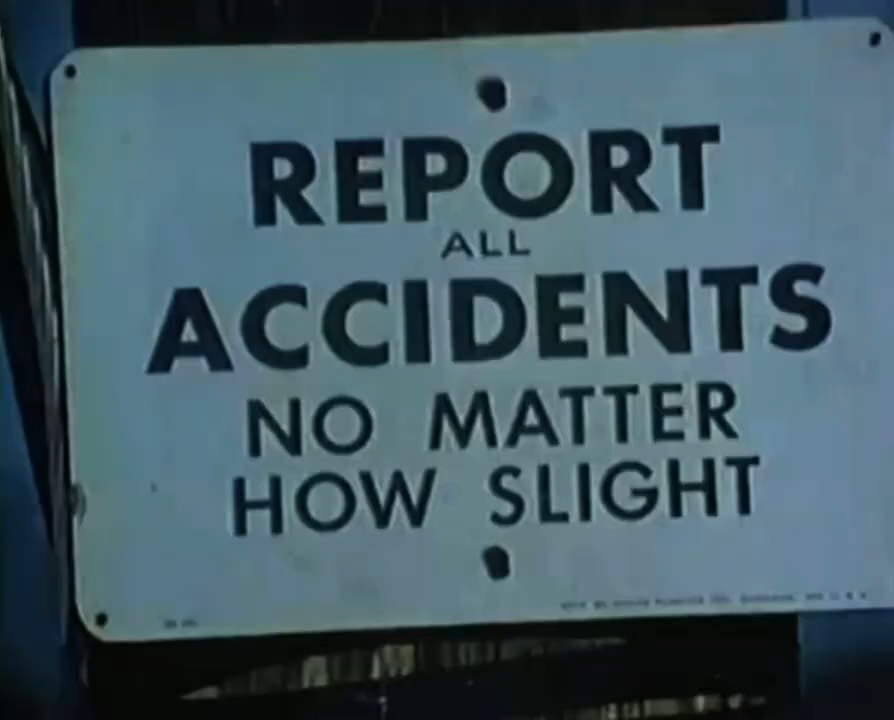 REPORT
ALL
ACCIDENTS
NO MATTER
HOW SLIGHT